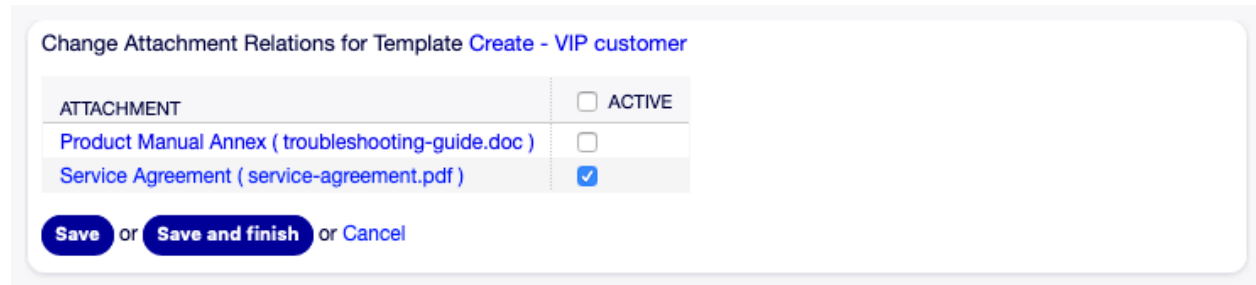 Change Attachment Relations for Template Create - VIP customer
ATTACHMENT ACTIVE
Product Manual Annex ( troubleshooting-guide.doc )
Service Agreement ( service-agreement.pdf )
Save or Save and finish or Cancel